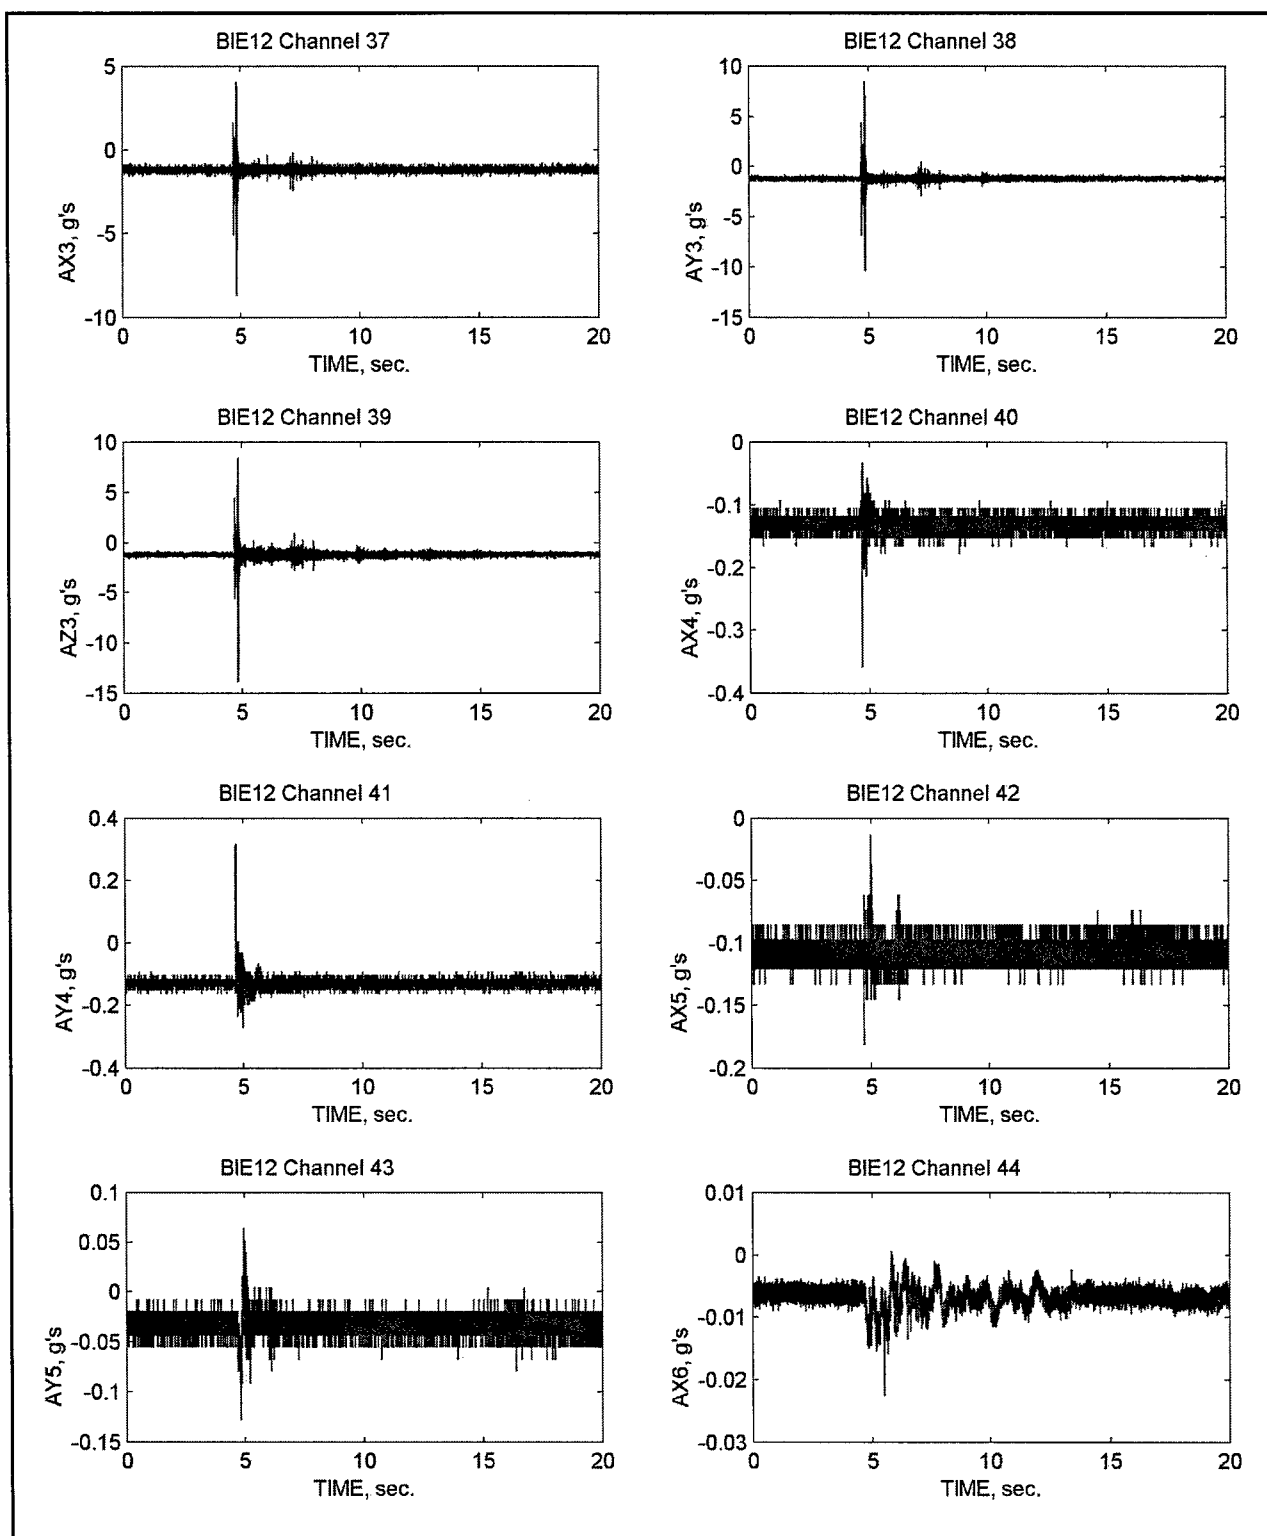 BIE12 Channel 37
5
0
-5
-10
AX3, g's
0 5 10 15 20
TIME, sec.
BIE12 Channel 38
10
5
0
-5
-10
-15
AY3, g's
0 5 10 15 20
TIME, sec.
BIE12 Channel 39
10
5
0
-5
-10
-15
AZ3, g's
0 5 10 15 20
TIME, sec.
BIE12 Channel 40
0
-0.1
-0.2
-0.3
-0.4
AX4, g's
0 5 10 15 20
TIME, sec.
BIE12 Channel 41
0.4
0.2
0
-0.2
-0.4
AY4, g's
0 5 10 15 20
TIME, sec.
BIE12 Channel 42
0
-0.05
-0.1
-0.15
-0.2
AX5, g's
0 5 10 15 20
TIME, sec.
BIE12 Channel 43
0.1
0.05
0
-0.05
-0.1
-0.15
AY5, g's
0 5 10 15 20
TIME, sec.
BIE12 Channel 44
0.01
0
-0.01
-0.02
-0.03
AX6, g's
0 5 10 15 20
TIME, sec.